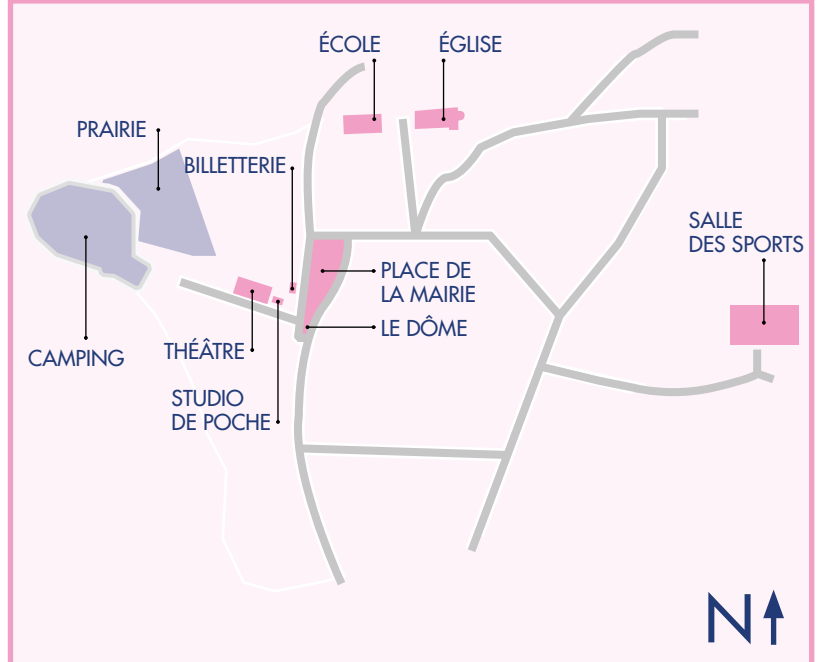 ÉCOLE
ÉGLISE
PRAIRIE
BILLETTERIE
SALLE
DES SPORTS
PLACE DE
LA MAIRIE
LE DÔME
CAMPING
THÉÂTRE
STUDIO
DE POCHE
N